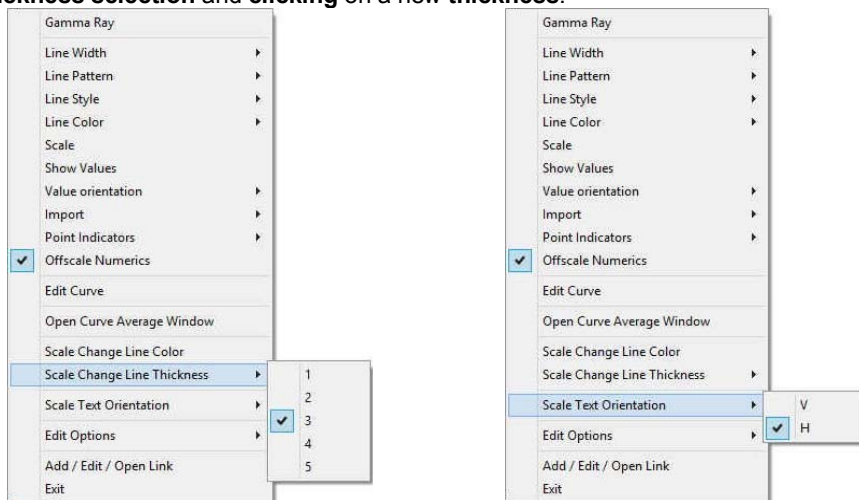 ckness selection and clicking on a new thickness.
Gamma Ray
Line Width
Line Pattern
Line Style
Line Color
Scale
Show Values
Value orientation
Import
Point Indicators
Offscale Numerics
Edit Curve
Open Curve Average Window
Scale Change Line Color
Scale Change Line Thickness
Scale Text Orientation
Edit Options
Add / Edit / Open Link
Exit
1
2
3
4
5
Gamma Ray
Line Width
Line Pattern
Line Style
Line Color
Scale
Show Values
Value orientation
Import
Point Indicators
Offscale Numerics
Edit Curve
Open Curve Average Window
Scale Change Line Color
Scale Change Line Thickness
Scale Text Orientation
Edit Options
Add / Edit / Open Link
Exit
V
H